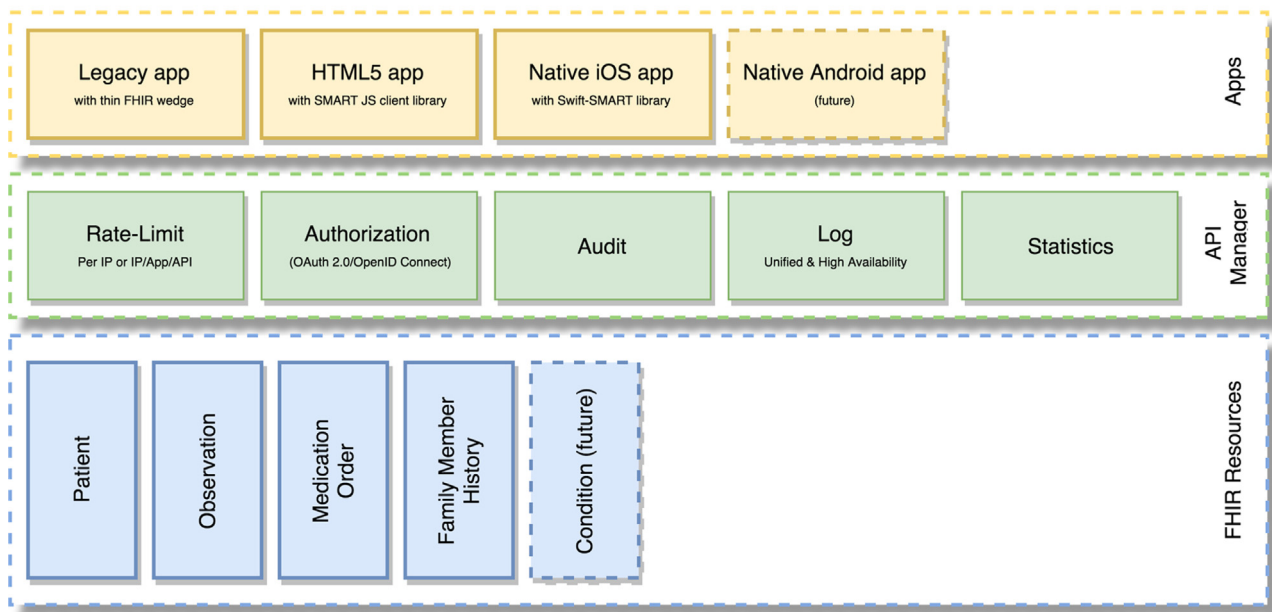 Legacy app
with thin FHIR wedge
HTML5 app
with SMART JS client library
Native iOS app
with Swift-SMART library
Native Android app
(future)
Apps
Rate-Limit
Per IP or IP/App/API
Authorization
(OAuth 2.0/OpenID Connect)
Audit
Log
Unified & High Availability
Statistics
API
Manager
Patient
Observation
Medication
Order
Family Member
History
Condition (future)
FHIR Resources